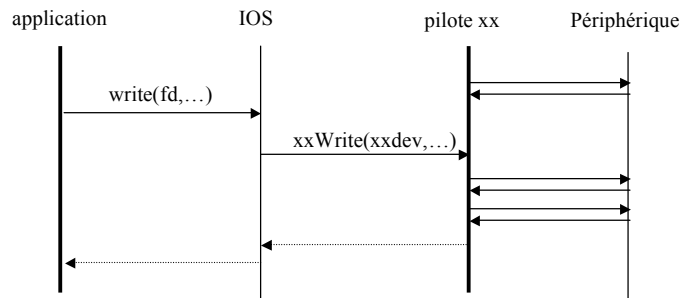 application IOS pilote xx Périphérique
write(fd,…)
xxWrite(xxdev,…)